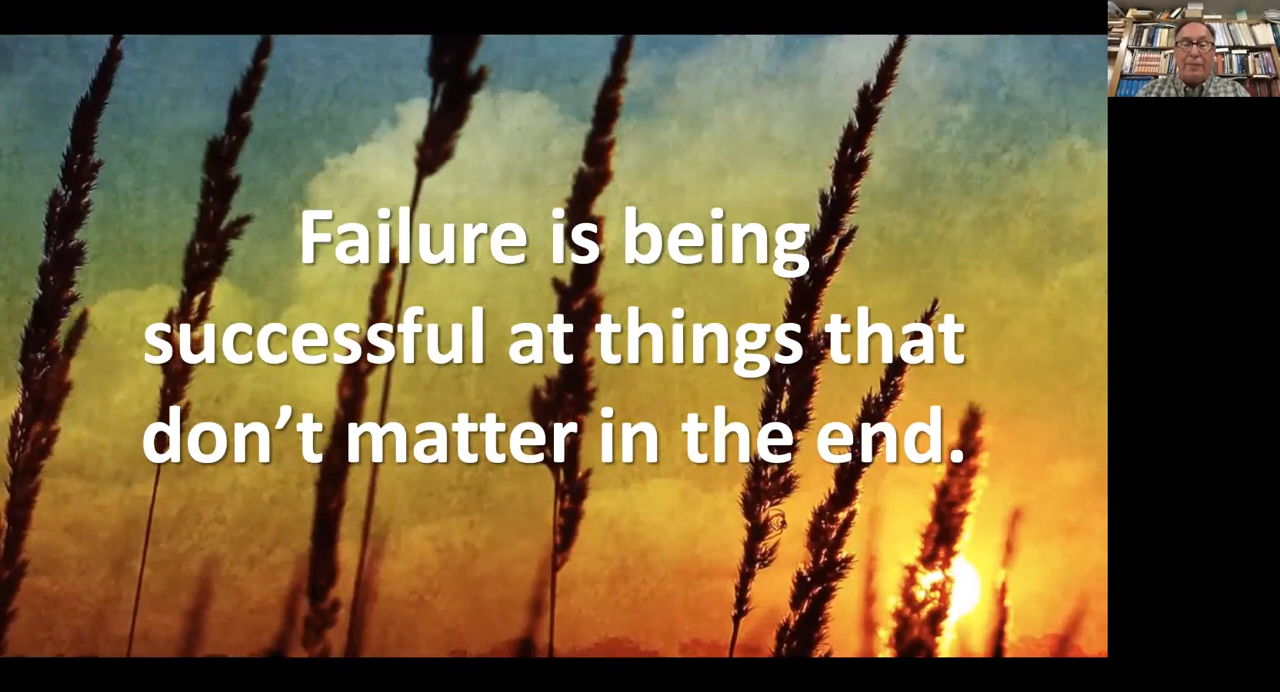 Failure is being
successful at things that
don’t matter in the end.